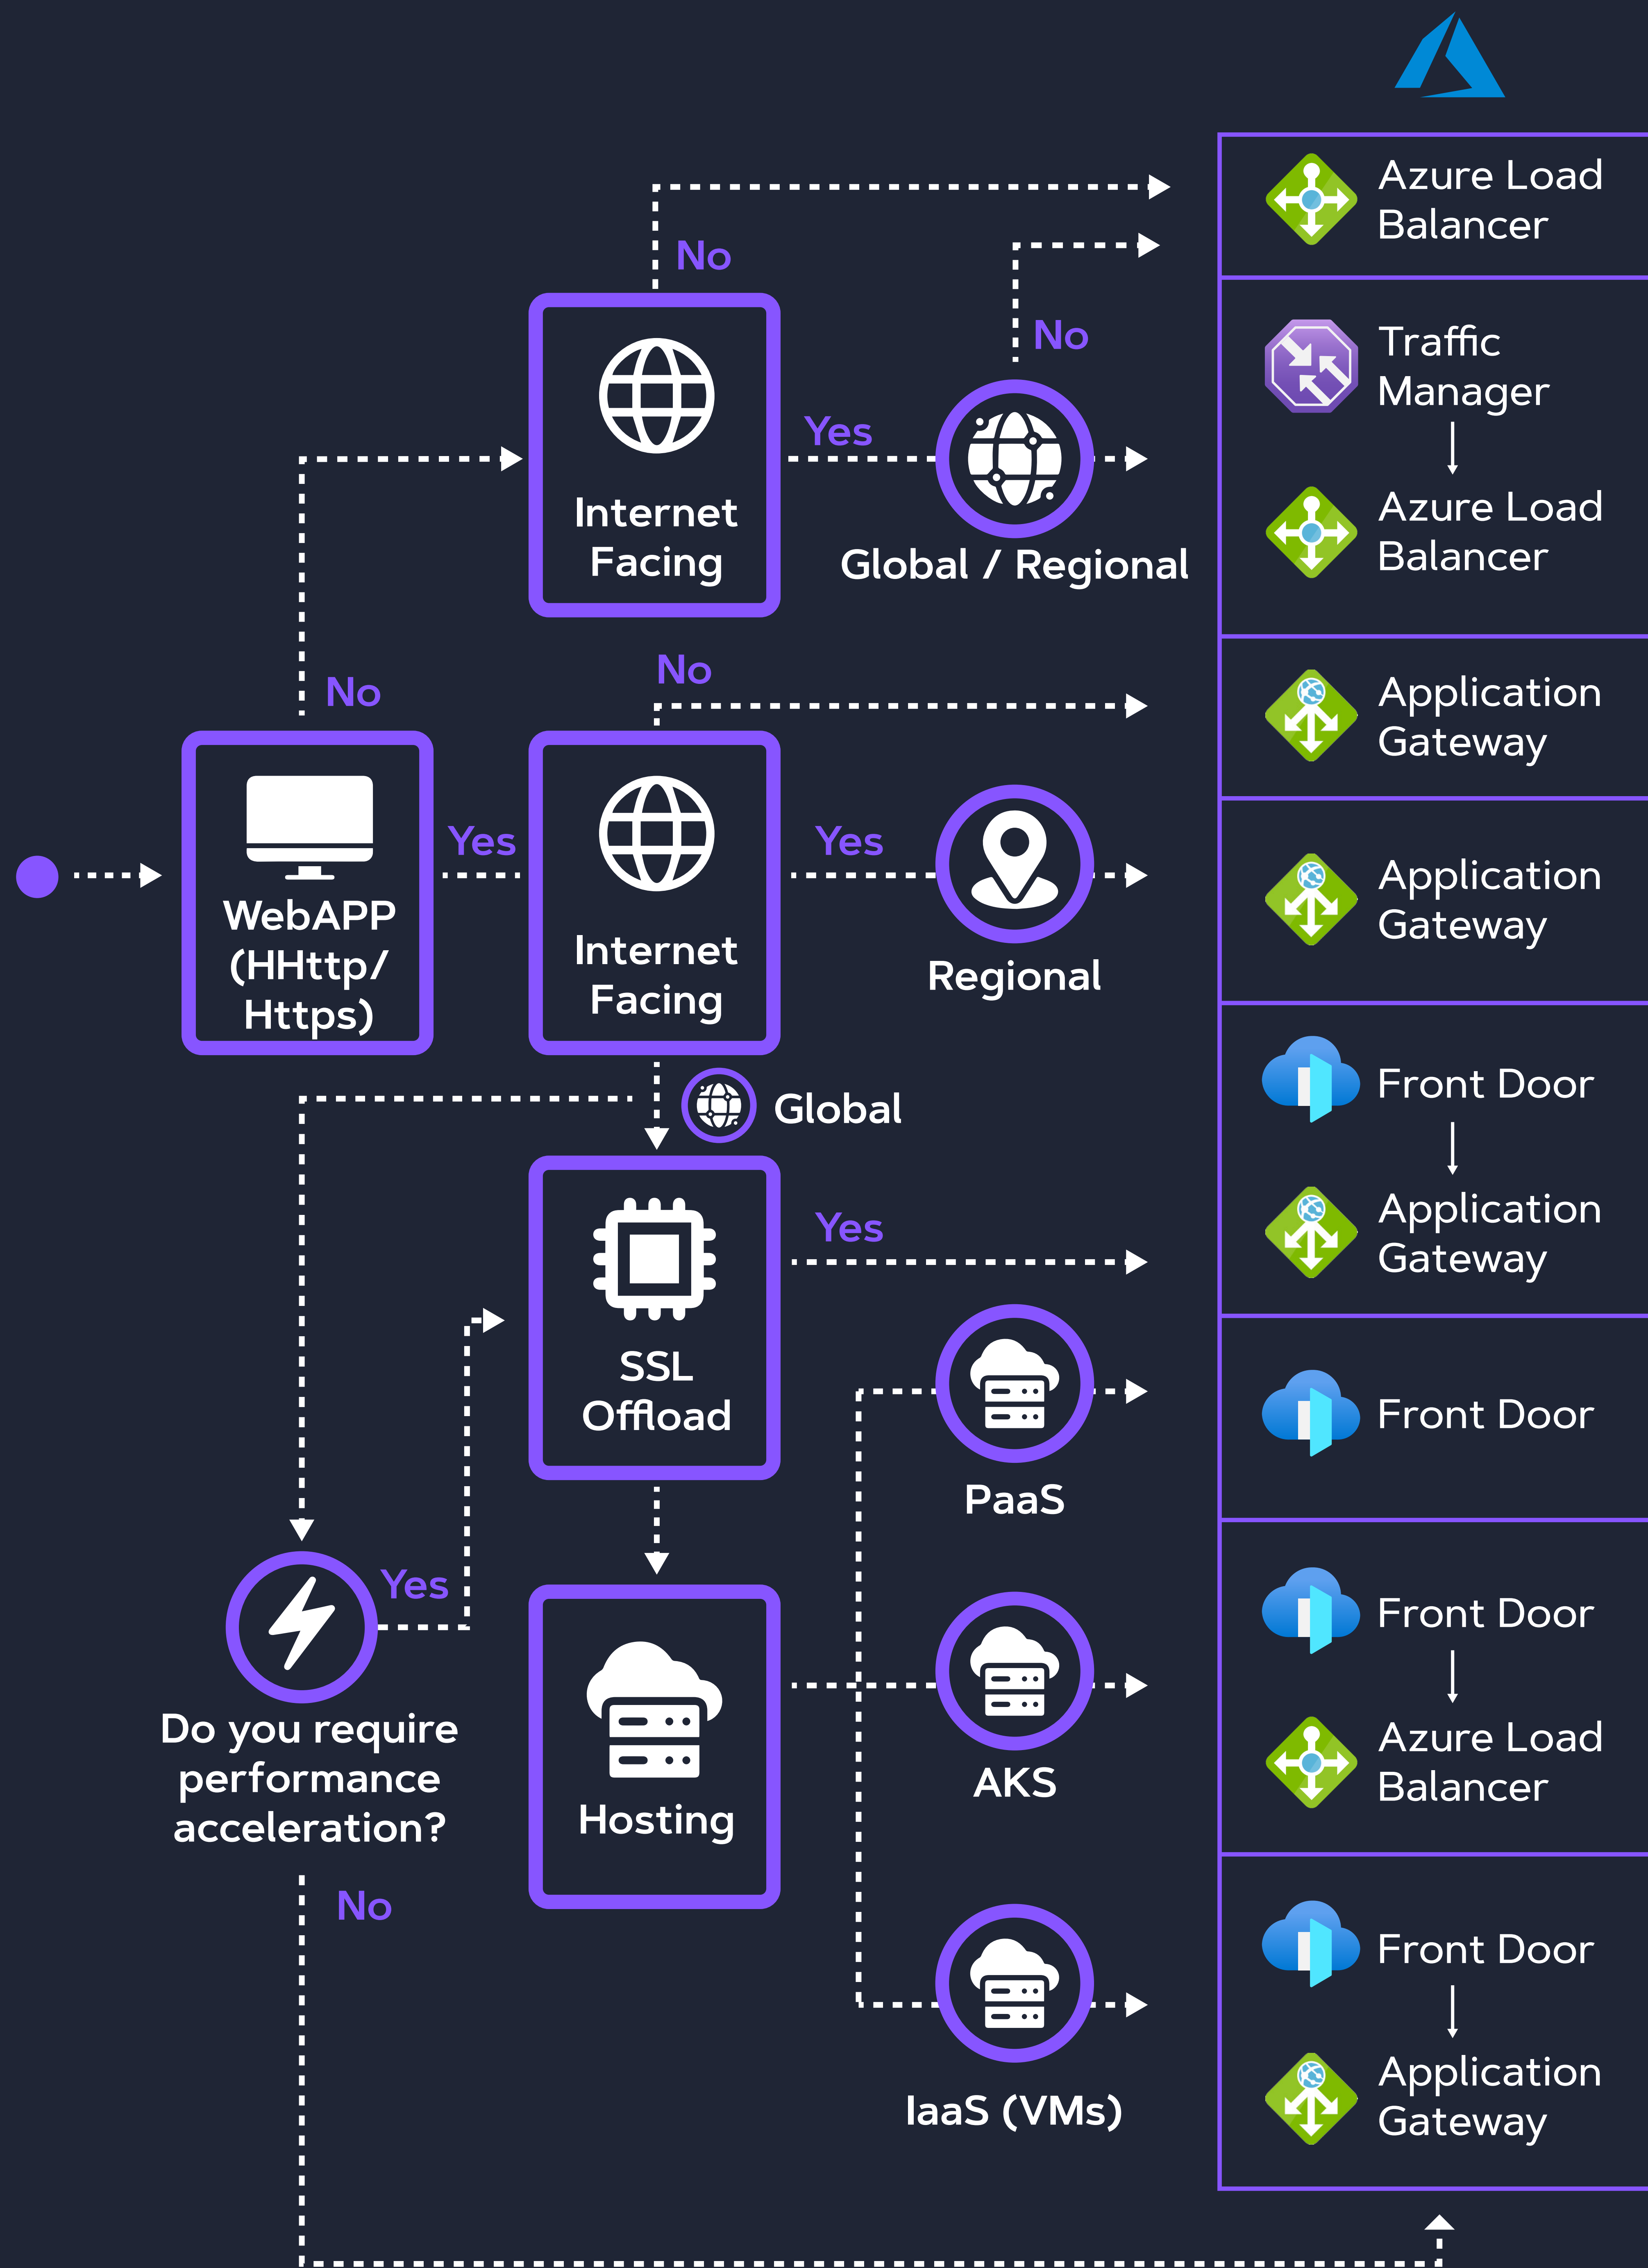 Azure Load
Balancer
No
No
Traffic
Manager
Yes
Internet
Facing
Azure Load
Balancer
Global / Regional
No
No
Application
Gateway
WebAPP
(HHttp/
Https)
Yes
Internet
Facing
Yes
Regional
Application
Gateway
Global
Front Door
Application
Gateway
Yes
SSL
Offload
PaaS
Front Door
Yes
Do you require
performance
acceleration?
No
Hosting
AKS
Front Door
Azure Load
Balancer
IaaS (VMs)
Front Door
Application
Gateway